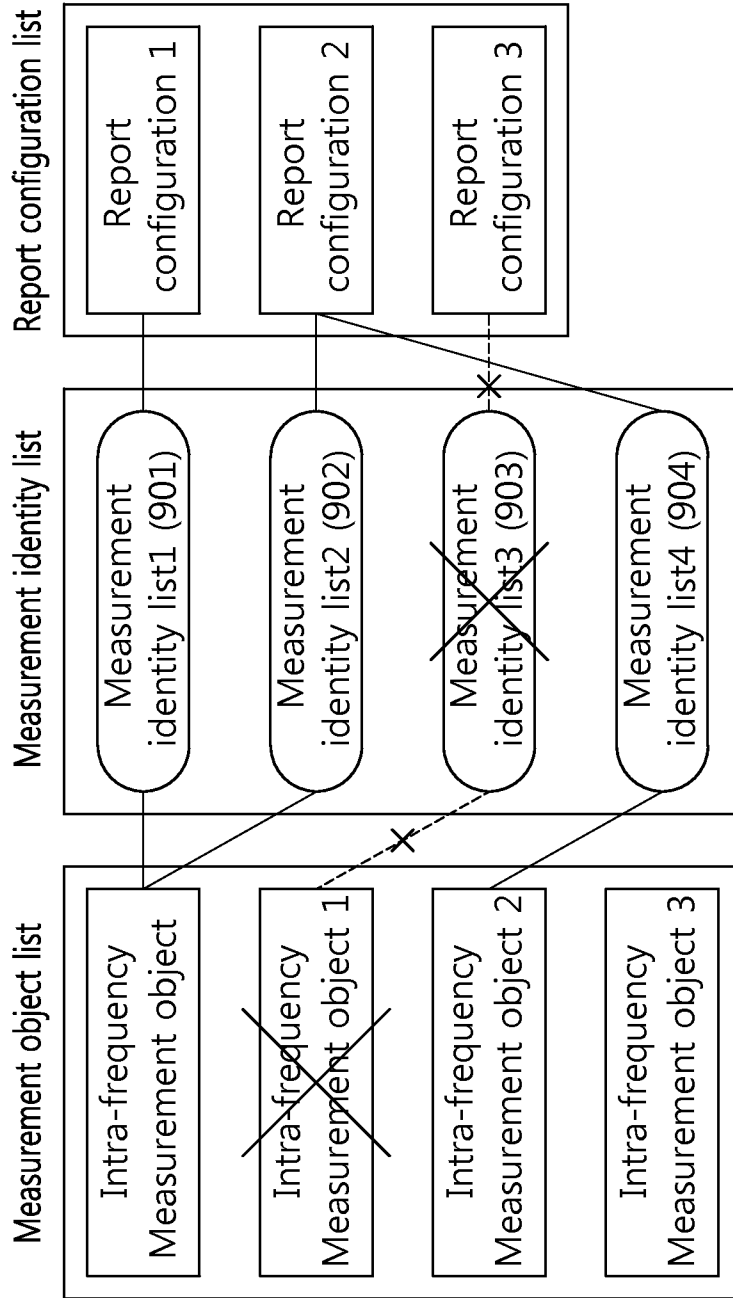 Measurement object list
Intra-frequency
Measurement object
Intra-frequency
Measurement object 1
Intra-frequency
Measurement object 2
Intra-frequency
Measurement object 3
Measurement identity list
Measurement
identity list1 (901)
Measurement
identity list2 (902)
Measurement
identity list3 (903)
Measurement
identity list4 (904)
Report configuration list
Report
configuration 1
Report
configuration 2
Report
configuration 3